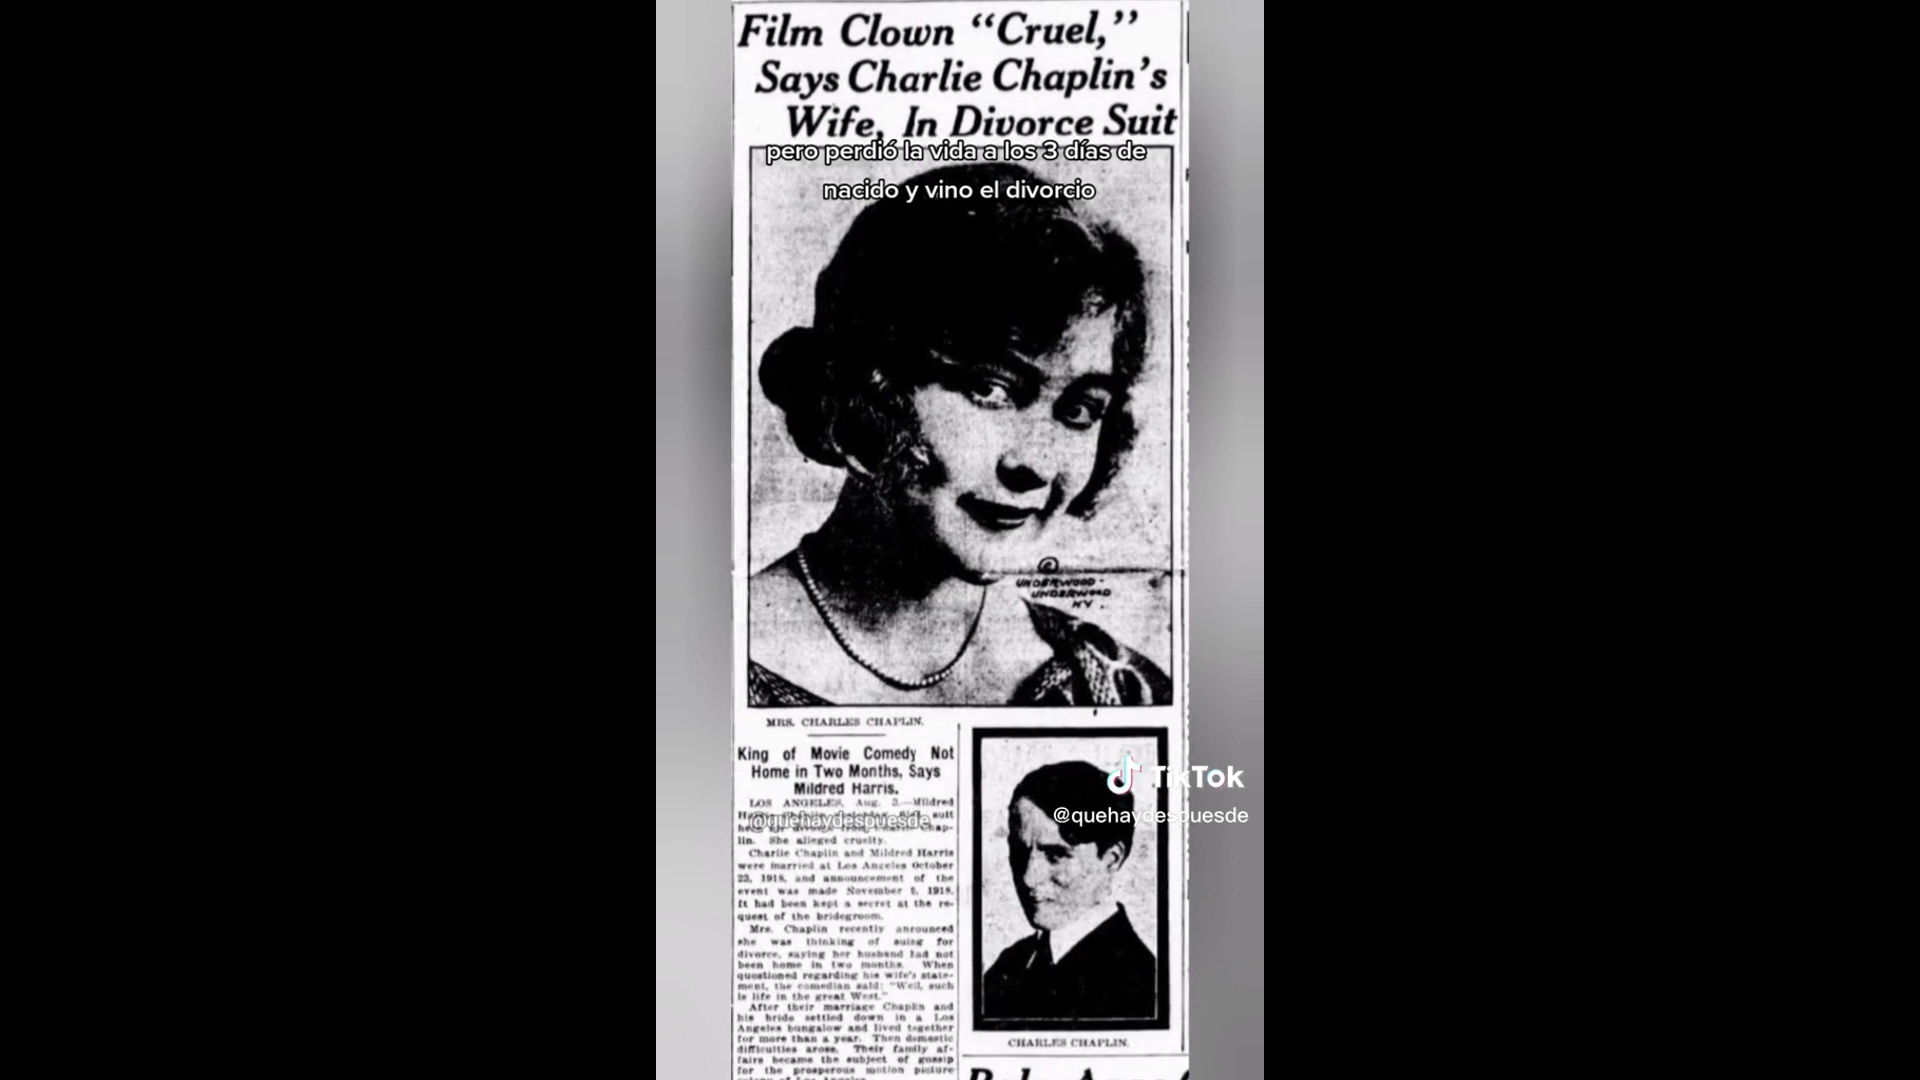 Film Clown “Cruel,”
Says Charlie Chaplin’s
Wife, In Divorce Suit
pero perdió la vida a los 3 días de
nacido y vino el divorcio
©
UNDERWOOD -
UNDERWOOD
NY.
MRS. CHARLES CHAPLIN.
King of Movie Comedy Not
Home in Two Months, Says
Mildred Harris.
LOS ANGELES, Aug. 3.—Mildred
suit
@quehaydespuesde
lin. She alleged cruelty.
Charlie Chaplin and Mildred Harris
were married at Los Angeles October
23, 1918, and announcement of the
event was made November 9, 1918.
It had been kept a secret at the re-
quest of the bridegroom.
Mrs. Chaplin recently announced
she was thinking of suing for
divorce, saying her husband had not
been home in two months. When
questioned regarding his wife's state-
ment, the comedian said: "Well, such
is life in the great West."
After their marriage Chaplin and
his bride settled down in a Los
Angeles bungalow and lived together
for more than a year. Then domestic
difficulties arose. Their family af-
fairs became the subject of gossip
for the prosperous motion picture
TikTok
@quehaydespuesde
CHARLES CHAPLIN.